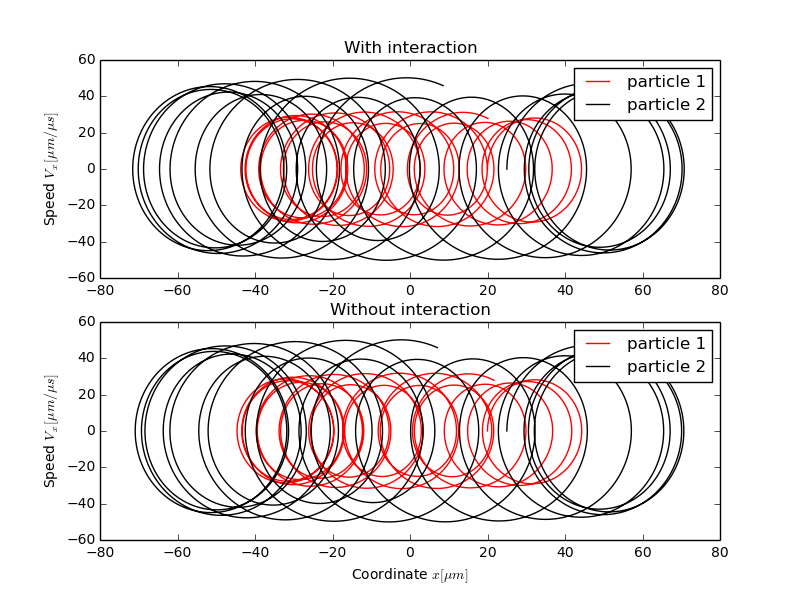 With interaction
60
40
20
0
−20
−40
−60
Speed V_x[μm/μs]
particle 1
particle 2
−80 −60 −40 −20 0 20 40 60 80
Without interaction
60
40
20
0
−20
−40
−60
Speed V_x[μm/μs]
particle 1
particle 2
−80 −60 −40 −20 0 20 40 60 80
Coordinate x[μm]